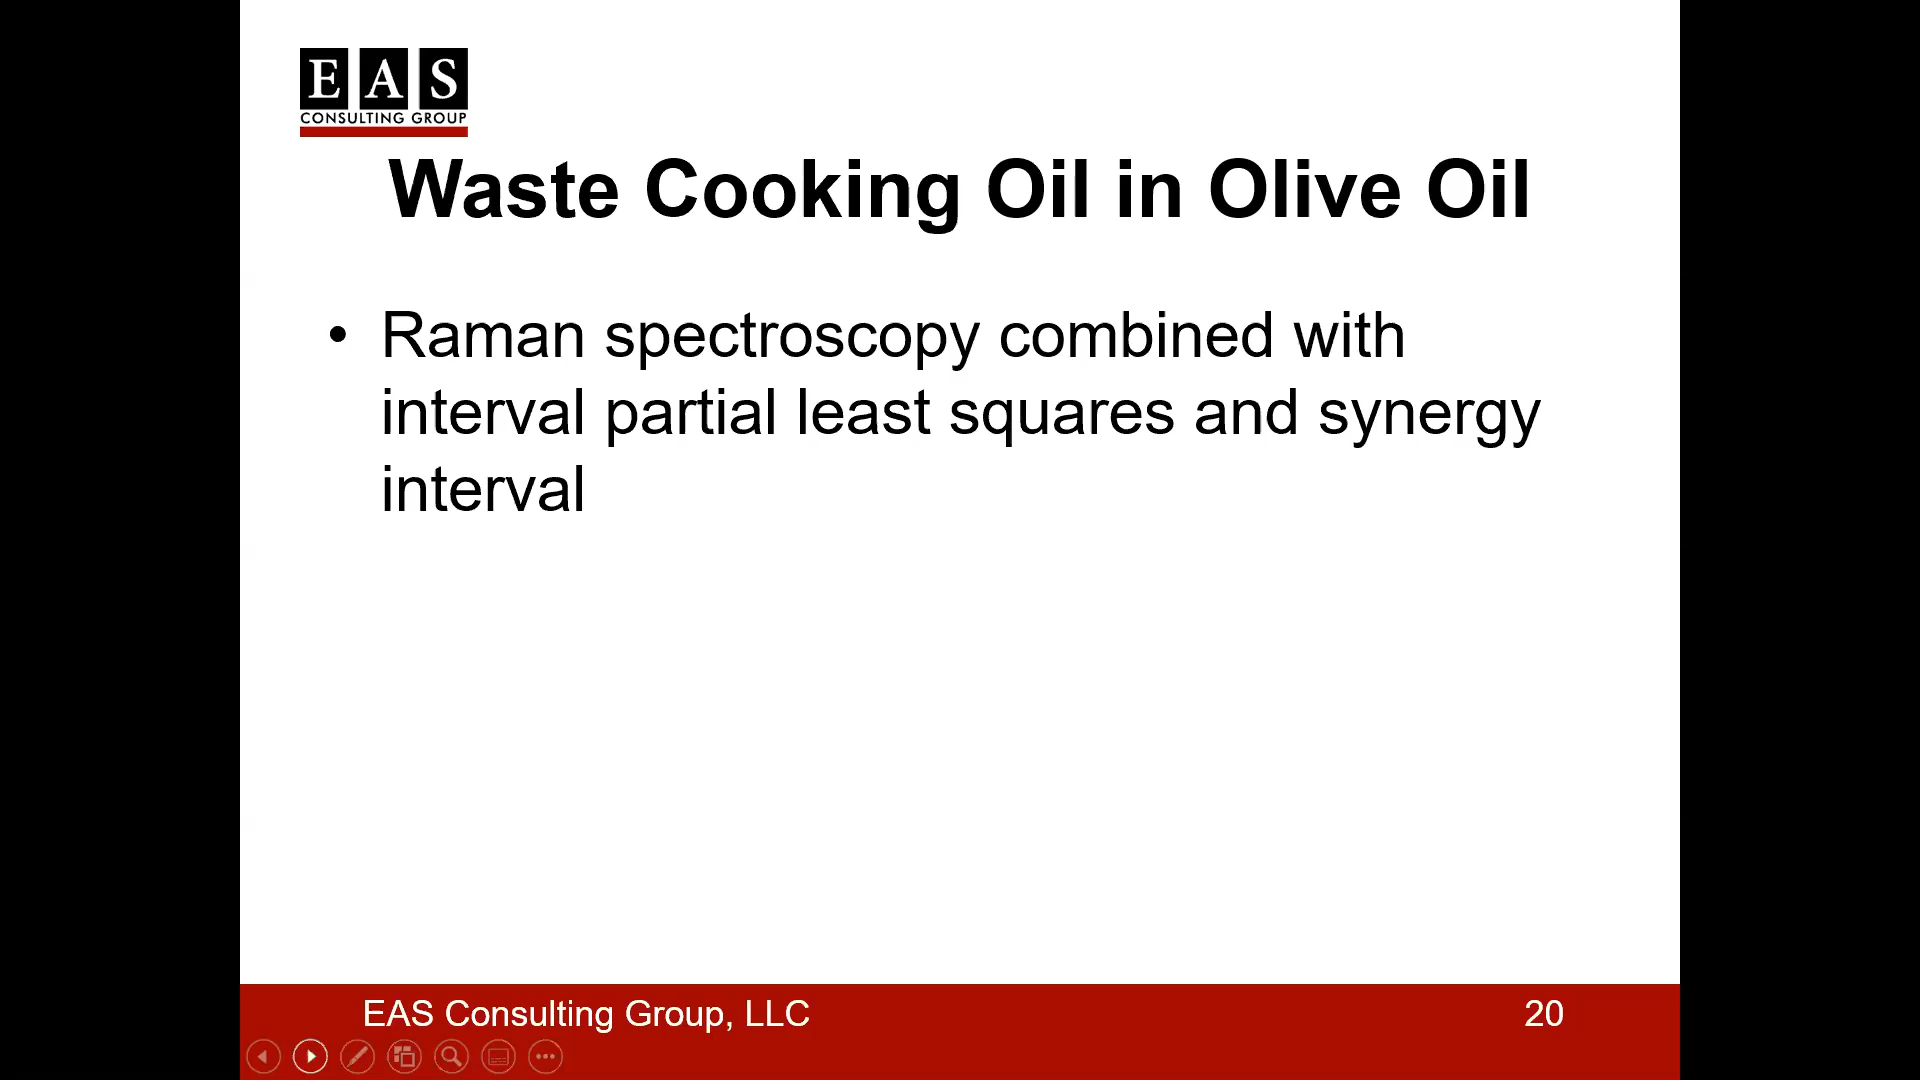 EAS
CONSULTING GROUP
Waste Cooking Oil in Olive Oil
• Raman spectroscopy combined with
interval partial least squares and synergy
interval
EAS Consulting Group, LLC
20